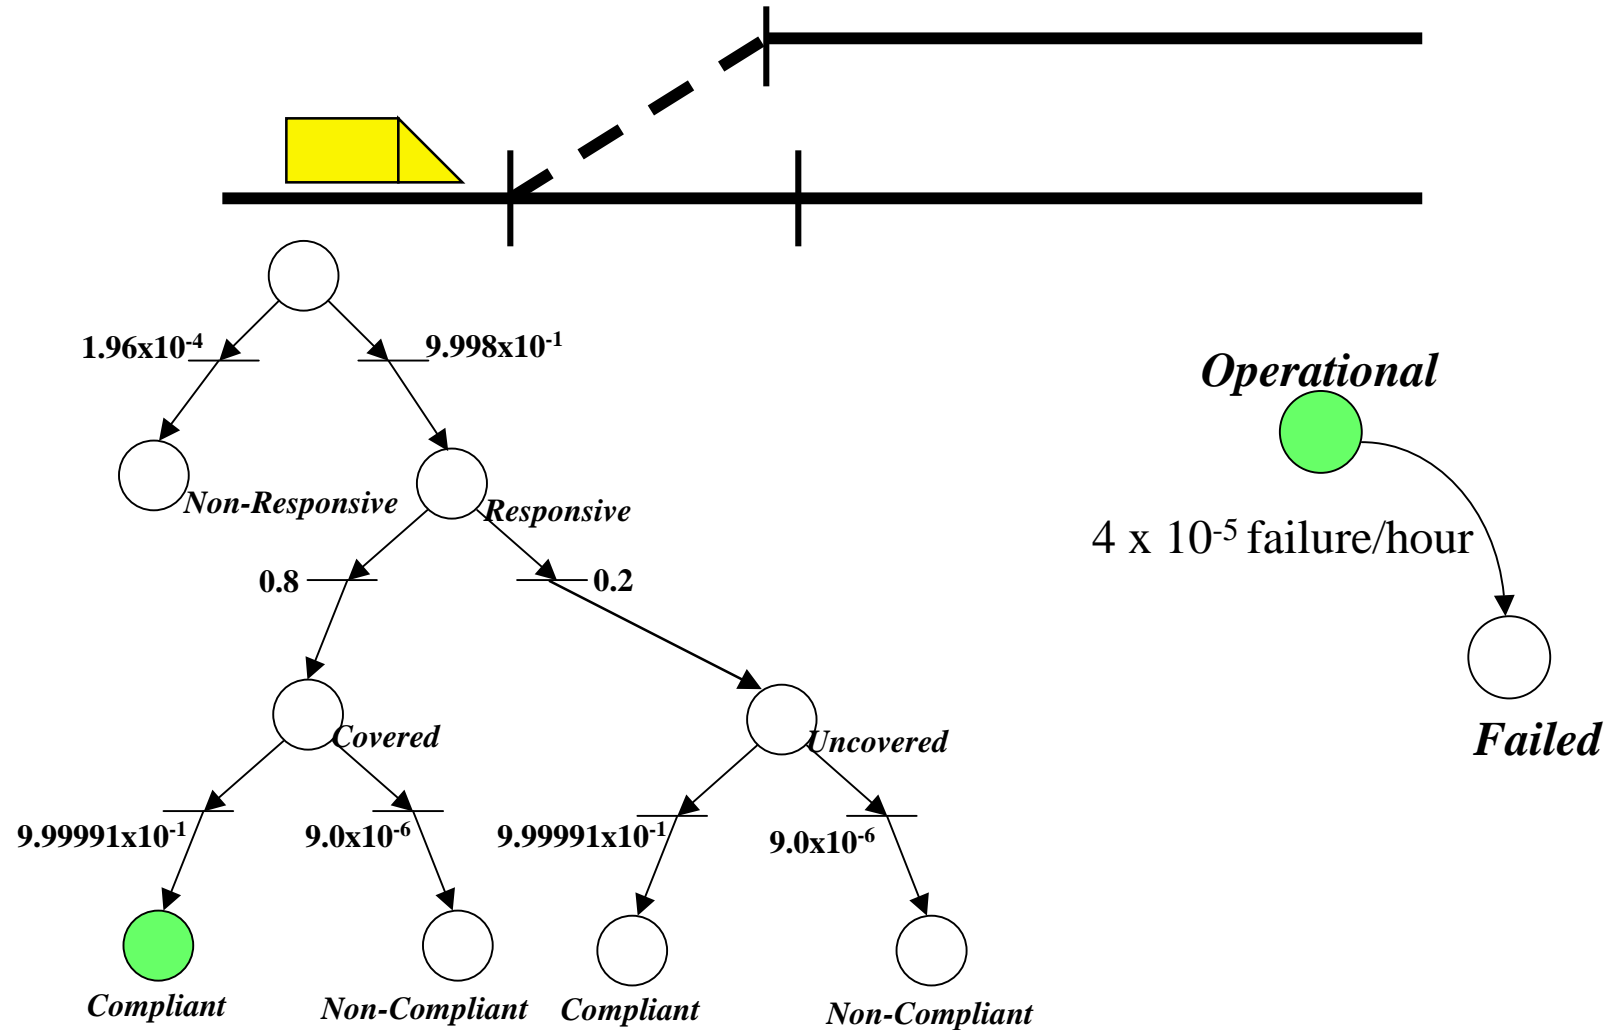 1.96x10⁻⁴
9.998x10⁻¹
Operational
Non-Responsive
Responsive
4 x 10⁻⁵ failure/hour
0.8
0.2
Covered
Uncovered
Failed
9.99991x10⁻¹
9.0x10⁻⁶
9.99991x10⁻¹
9.0x10⁻⁶
Compliant
Non-Compliant
Compliant
Non-Compliant